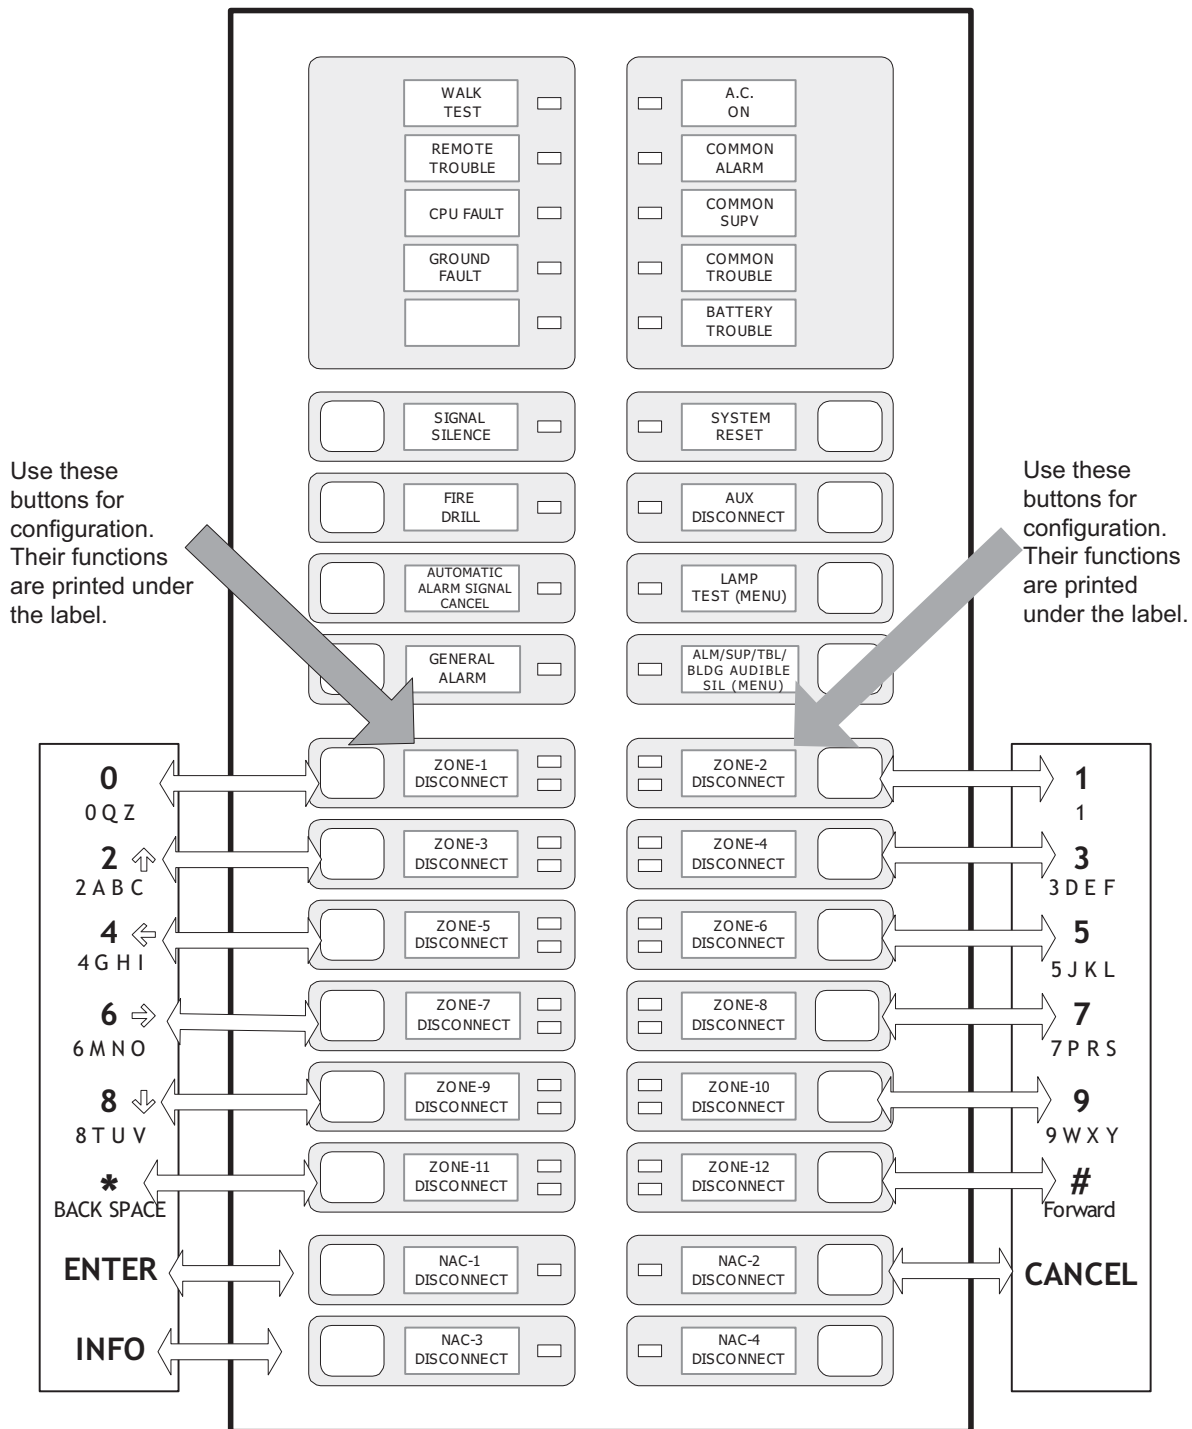 WALK
TEST
REMOTE
TROUBLE
CPU FAULT
GROUND
FAULT
A.C.
ON
COMMON
ALARM
COMMON
SUPV
COMMON
TROUBLE
BATTERY
TROUBLE
SIGNAL
SILENCE
SYSTEM
RESET
FIRE
DRILL
AUX
DISCONNECT
AUTOMATIC
ALARM SIGNAL
CANCEL
LAMP
TEST (MENU)
GENERAL
ALARM
ALM/SUP/TBL/
BLDG AUDIBLE
SIL (MENU)
Use these
buttons for
configuration.
Their functions
are printed under
the label.
Use these
buttons for
configuration.
Their functions
are printed
under the label.
ZONE-1
DISCONNECT
ZONE-2
DISCONNECT
ZONE-3
DISCONNECT
ZONE-4
DISCONNECT
ZONE-5
DISCONNECT
ZONE-6
DISCONNECT
ZONE-7
DISCONNECT
ZONE-8
DISCONNECT
ZONE-9
DISCONNECT
ZONE-10
DISCONNECT
ZONE-11
DISCONNECT
ZONE-12
DISCONNECT
NAC-1
DISCONNECT
NAC-2
DISCONNECT
NAC-3
DISCONNECT
NAC-4
DISCONNECT
0
0 Q Z
2
2 A B C
4
4 G H I
6
6 M N O
8
8 T U V
*
BACK SPACE
ENTER
INFO
1
1
3
3 D E F
5
5 J K L
7
7 P R S
9
9 W X Y
#
Forward
CANCEL